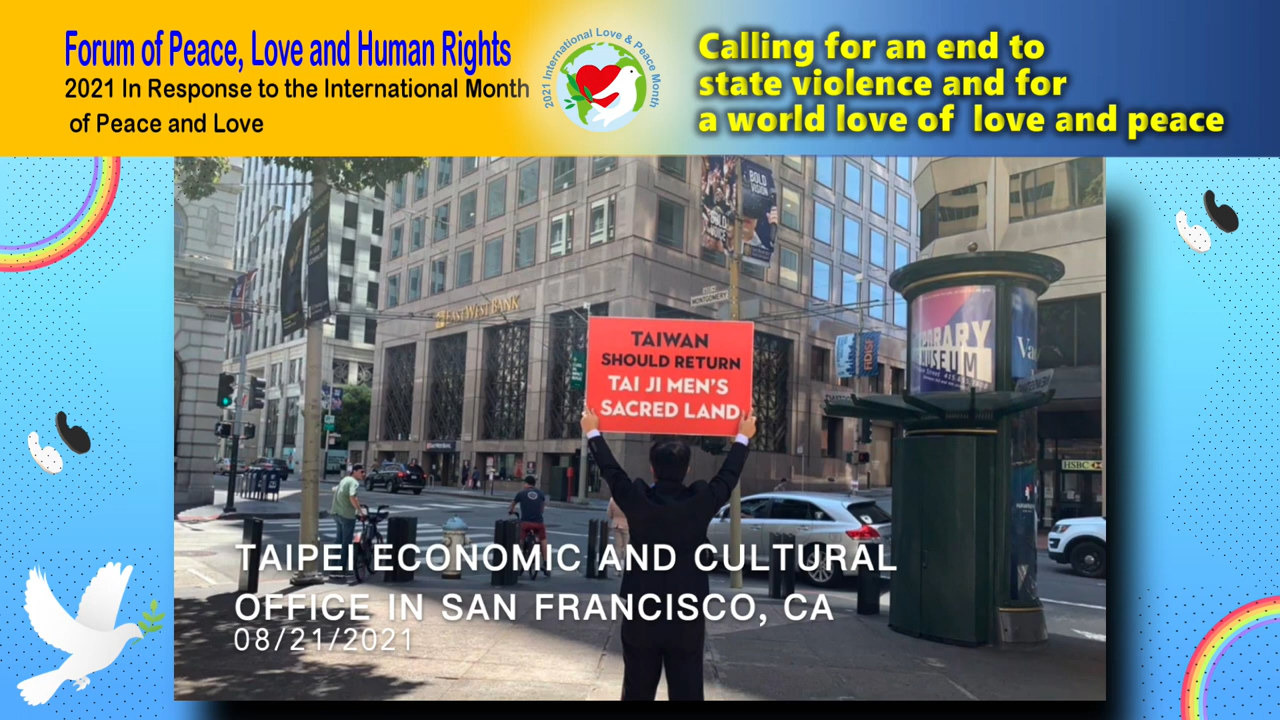 Forum of Peace, Love and Human Rights
2021 In Response to the International Month
of Peace and Love
2021 International Love & Peace Month
Calling for an end to
state violence and for
a world love of love and peace
BOLD
VISION
MONTGOMERY
EAST WEST BANK
TAIWAN
SHOULD RETURN
TAI JI MEN'S
SACRED LAND
PORARY
MUSEUM
Va
HSBC
TAIPEI ECONOMIC AND CULTURAL
OFFICE IN SAN FRANCISCO, CA
08/21/2021